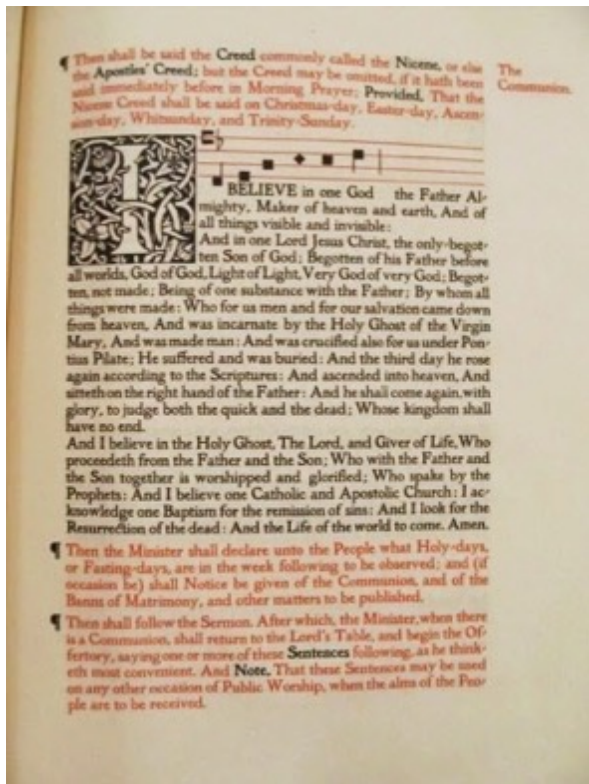 ¶ Then shall be said the Creed commonly called the Nicene, or else
the Apostles' Creed; but the Creed may be omitted, if it hath been
said immediately before in Morning Prayer; Provided, That the
Nicene Creed shall be said on Christmas-day, Easter-day, Ascen-
sion-day, Whitsunday, and Trinity-Sunday.
The
Communion.
I BELIEVE in one God the Father Al-
mighty, Maker of heaven and earth, And of
all things visible and invisible:
And in one Lord Jesus Christ, the only-begot-
ten Son of God; Begotten of his Father before
all worlds, God of God, Light of Light, Very God of very God; Begot-
ten, not made; Being of one substance with the Father; By whom all
things were made: Who for us men and for our salvation came down
from heaven, And was incarnate by the Holy Ghost of the Virgin
Mary, And was made man: And was crucified also for us under Pon-
tius Pilate; He suffered and was buried: And the third day he rose
again according to the Scriptures: And ascended into heaven, And
sitteth on the right hand of the Father: And he shall come again, with
glory, to judge both the quick and the dead; Whose kingdom shall
have no end.
And I believe in the Holy Ghost, The Lord, and Giver of Life, Who
proceedeth from the Father and the Son; Who with the Father and
the Son together is worshipped and glorified; Who spake by the
Prophets: And I believe one Catholic and Apostolic Church: I ac-
knowledge one Baptism for the remission of sins: And I look for the
Resurrection of the dead: And the Life of the world to come. Amen.
¶ Then the Minister shall declare unto the People what Holy-days,
or Fasting-days, are in the week following to be observed; and (if
occasion be) shall Notice be given of the Communion, and of the
Banns of Matrimony, and other matters to be published.
¶ Then shall follow the Sermon. After which, the Minister, when there
is a Communion, shall return to the Lord's Table, and begin the Of-
fertory, saying one or more of these Sentences following, as he think-
eth most convenient. And Note, That these Sentences may be used
on any other occasion of Public Worship, when the alms of the Peo-
ple are to be received.